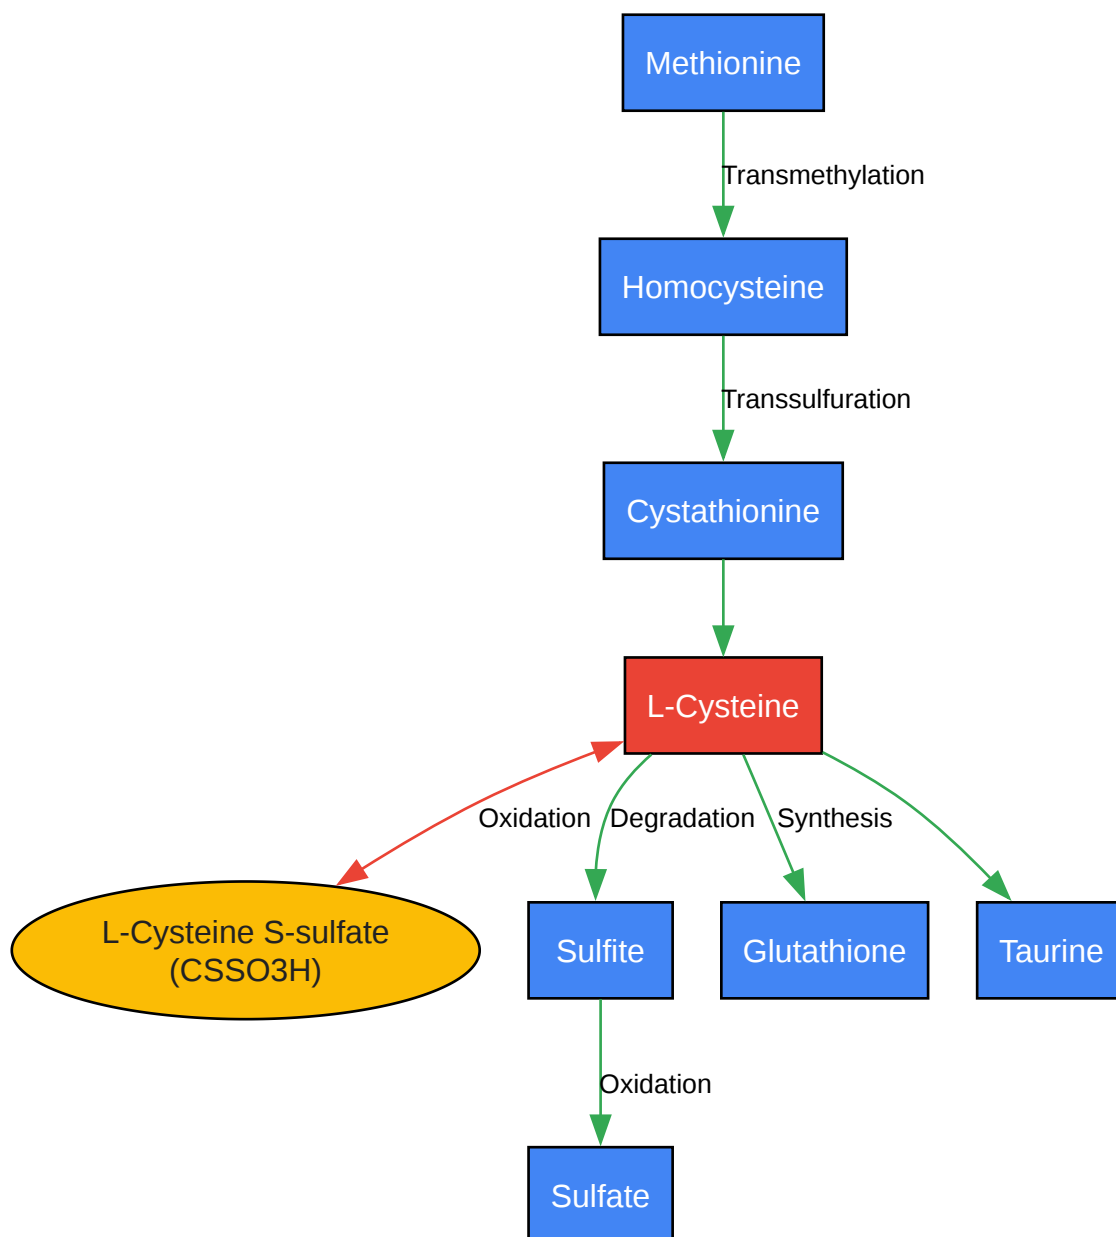 Methionine
Transmethylation
Homocysteine
Transsulfuration
Cystathionine
L-Cysteine
Oxidation
Degradation
Synthesis
L-Cysteine S-sulfate
(CSSO3H)
Sulfite
Glutathione
Taurine
Oxidation
Sulfate